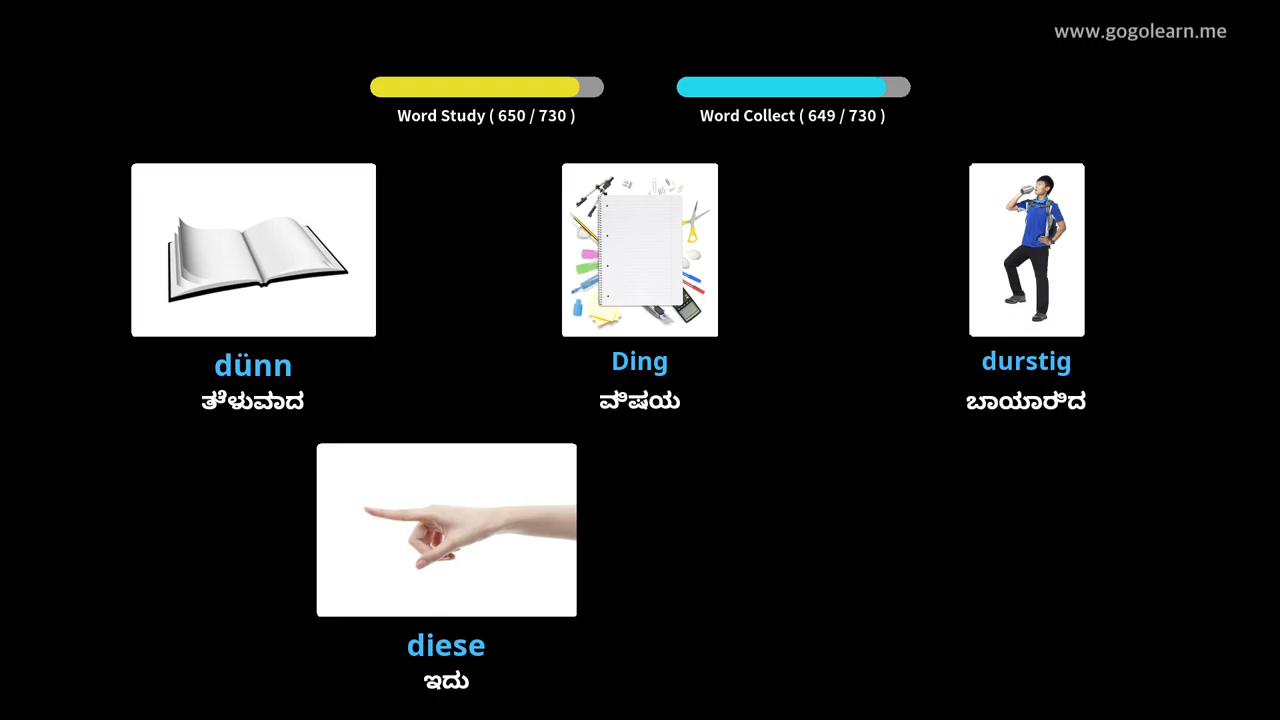 www.gogolearn.me
Word Study ( 650 / 730 )
Word Collect ( 649 / 730 )
dünn
ತೆಳುವಾದ
Ding
ವಿಷಯ
durstig
ಬಾಯಾರಿದ
diese
ಇದು